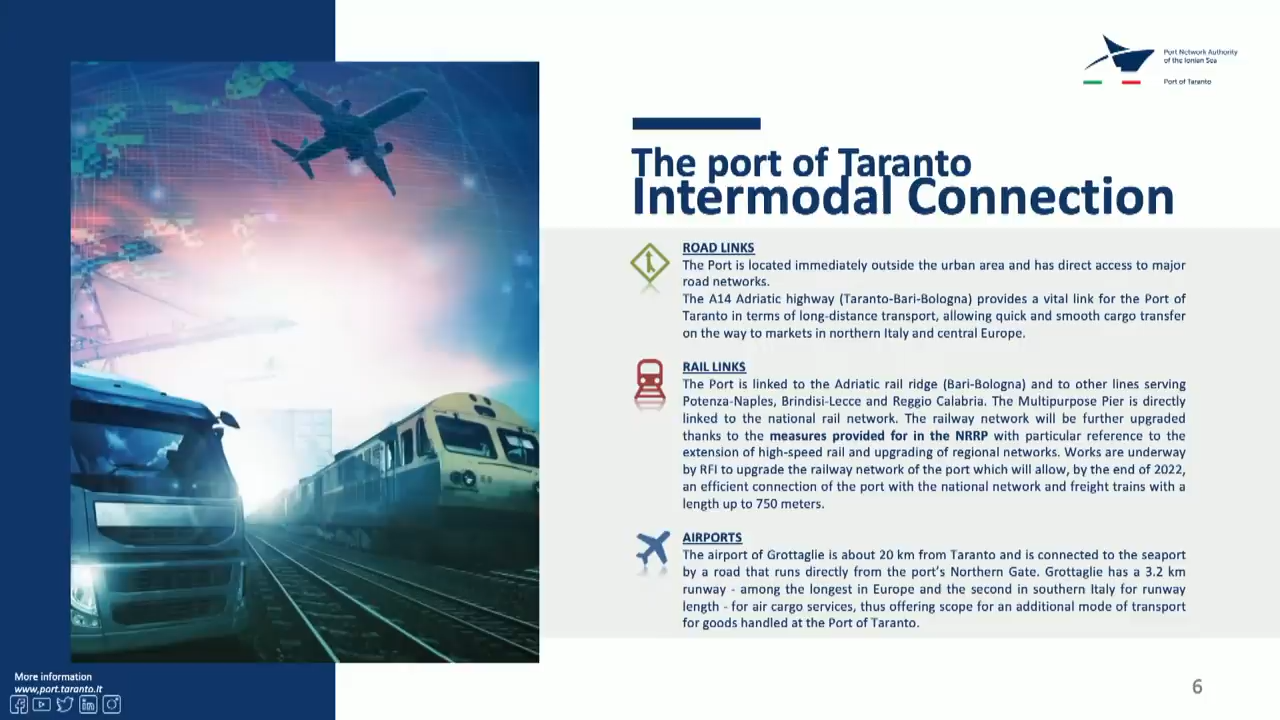 Port Network Authority
of the Ionian Sea
Port of Taranto
The port of Taranto
Intermodal Connection
ROAD LINKS
The Port is located immediately outside the urban area and has direct access to major
road networks.
The A14 Adriatic highway (Taranto-Bari-Bologna) provides a vital link for the Port of
Taranto in terms of long-distance transport, allowing quick and smooth cargo transfer
on the way to markets in northern Italy and central Europe.
RAIL LINKS
The Port is linked to the Adriatic rail ridge (Bari-Bologna) and to other lines serving
Potenza-Naples, Brindisi-Lecce and Reggio Calabria. The Multipurpose Pier is directly
linked to the national rail network. The railway network will be further upgraded
thanks to the measures provided for in the NRRP with particular reference to the
extension of high-speed rail and upgrading of regional networks. Works are underway
by RFI to upgrade the railway network of the port which will allow, by the end of 2022,
an efficient connection of the port with the national network and freight trains with a
length up to 750 meters.
AIRPORTS
The airport of Grottaglie is about 20 km from Taranto and is connected to the seaport
by a road that runs directly from the port's Northern Gate. Grottaglie has a 3.2 km
runway - among the longest in Europe and the second in southern Italy for runway
length - for air cargo services, thus offering scope for an additional mode of transport
for goods handled at the Port of Taranto.
More information
www.port.taranto.it
6